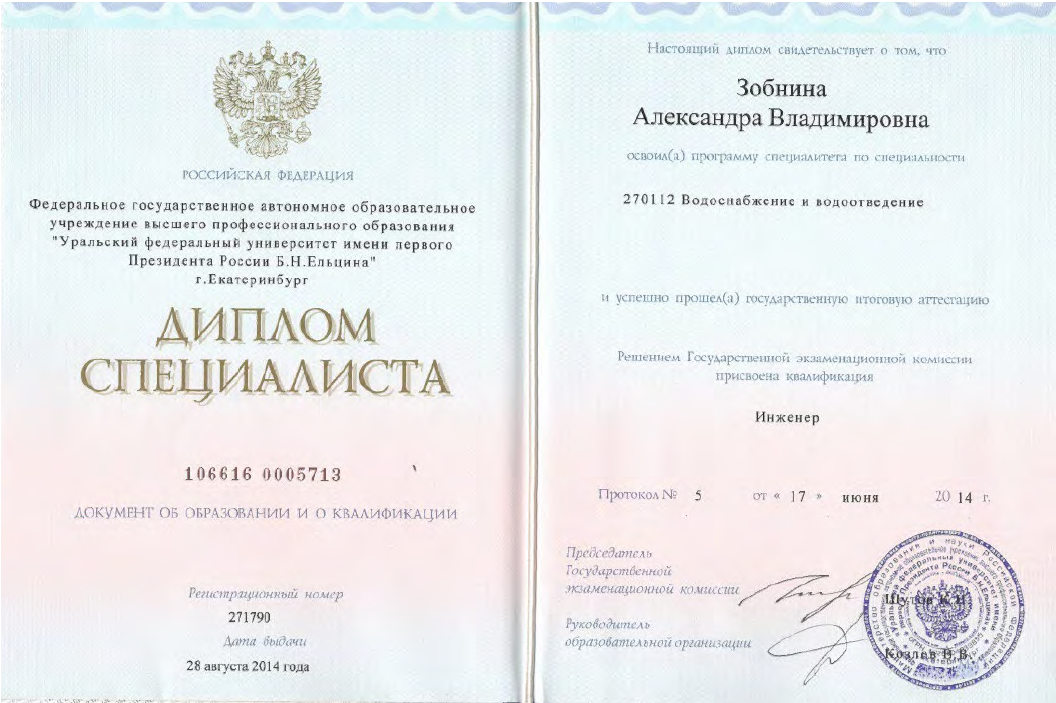 РОССИЙСКАЯ ФЕДЕРАЦИЯ
Федеральное государственное автономное образовательное
учреждение высшего профессионального образования
"Уральский федеральный университет имени первого
Президента России Б.Н.Ельцина"
г.Екатеринбург
ДИПЛОМ
СПЕЦИАЛИСТА
106616 0005713
ДОКУМЕНТ ОБ ОБРАЗОВАНИИ И О КВАЛИФИКАЦИИ
Регистрационный номер
271790
Дата выдачи
28 августа 2014 года
Настоящий диплом свидетельствует о том, что
Зобнина
Александра Владимировна
освоил(а) программу специалитета по специальности
270112 Водоснабжение и водоотведение
и успешно прошел(а) государственную итоговую аттестацию
Решением Государственной экзаменационной комиссии
присвоена квалификация
Инженер
Протокол № 5 от « 17 » июня 20 14 г.
Председатель
Государственной
экзаменационной комиссии
Руководитель
образовательной организации
Козлов В.В.